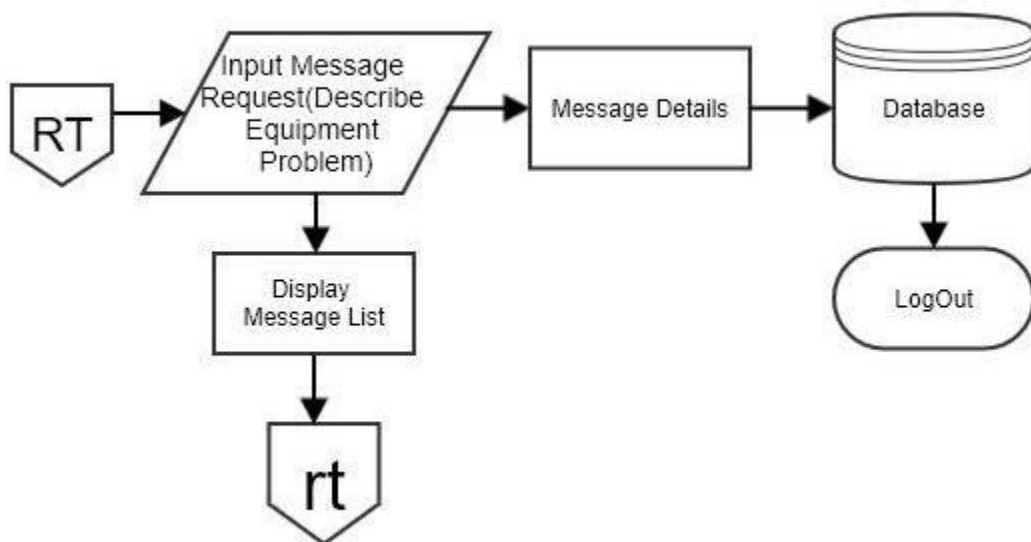 RT
Input Message
Request(Describe
Equipment
Problem)
Message Details
Database
Display
Message List
LogOut
rt